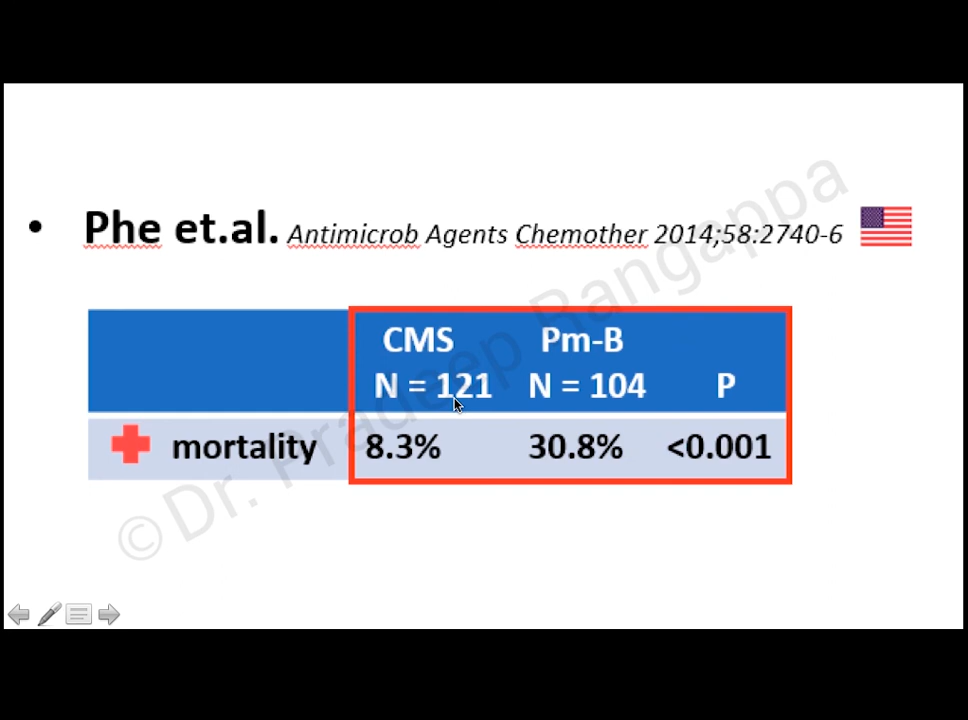 • Phe et.al. Antimicrob Agents Chemother 2014;58:2740-6
CMS Pm-B
N = 121 N = 104 P
mortality 8.3% 30.8% <0.001
© Dr. Pradeep Rangappa